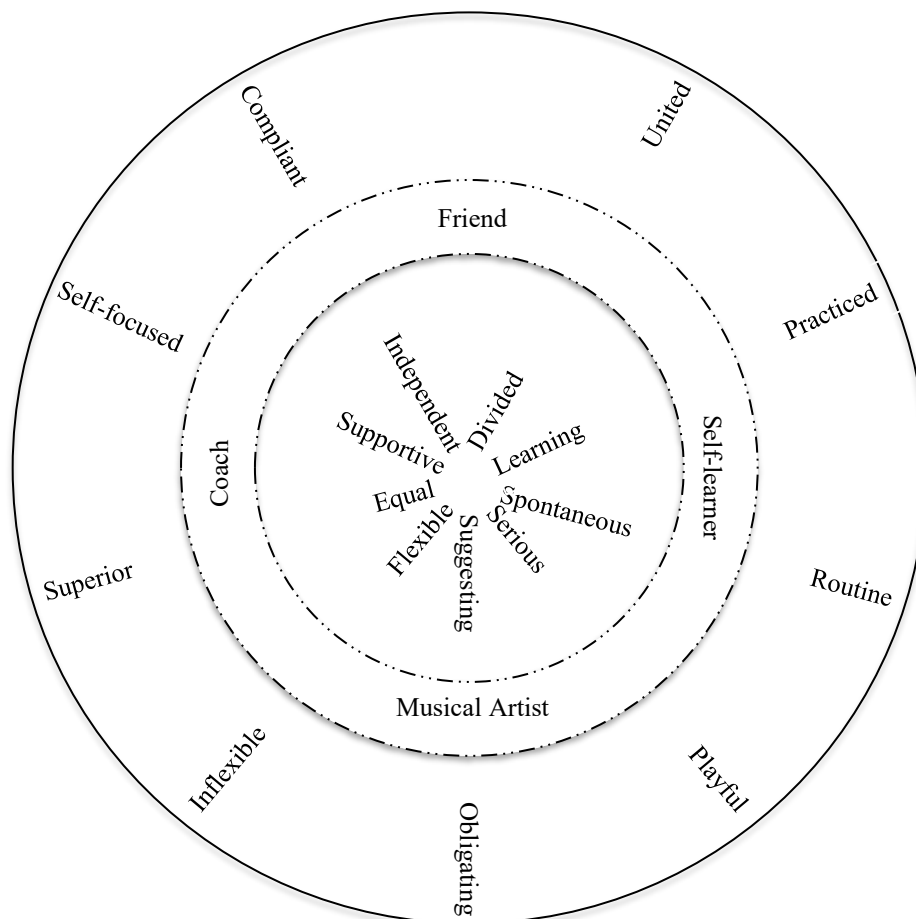 Compliant
United
Friend
Self-focused
Practiced
Independent
Divided
Supportive
Learning
Coach
Self-learner
Equal
Spontaneous
Flexible
Serious
Suggesting
Superior
Routine
Musical Artist
Inflexible
Playful
Obligating